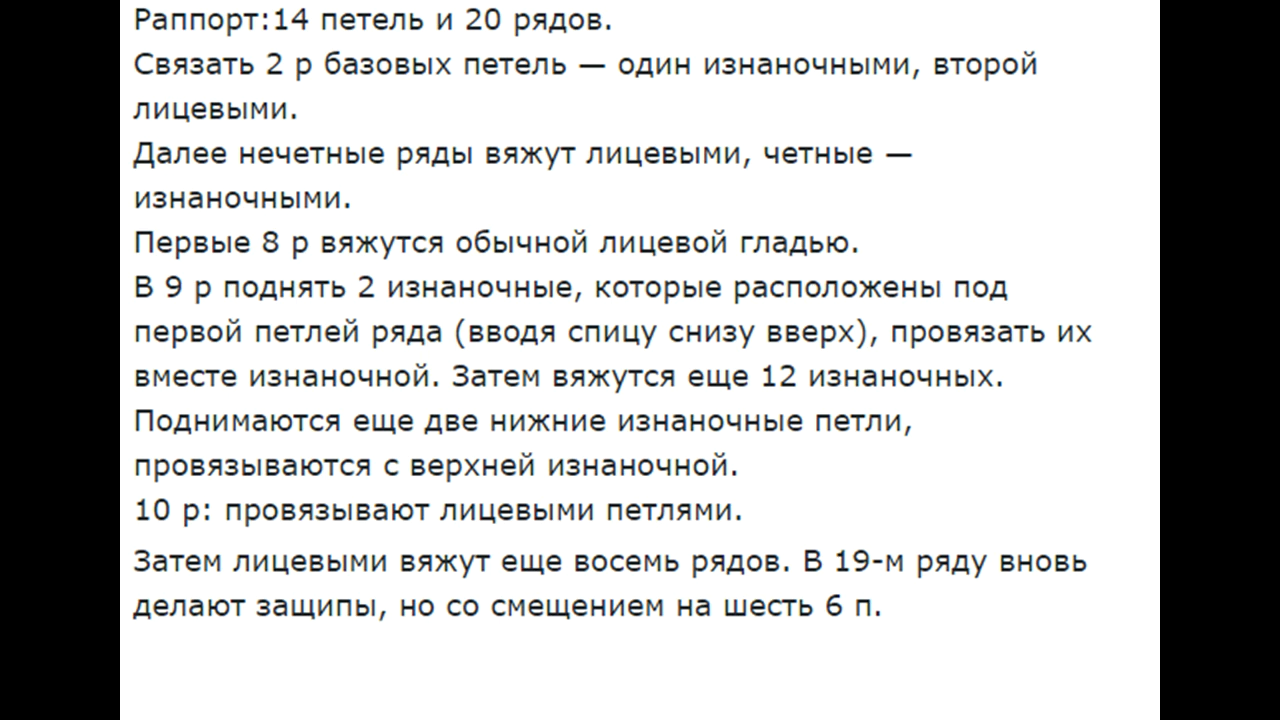 Раппорт:14 петель и 20 рядов.
Связать 2 р базовых петель — один изнаночными, второй
лицевыми.
Далее нечетные ряды вяжут лицевыми, четные —
изнаночными.
Первые 8 р вяжутся обычной лицевой гладью.
В 9 р поднять 2 изнаночные, которые расположены под
первой петлей ряда (вводя спицу снизу вверх), провязать их
вместе изнаночной. Затем вяжутся еще 12 изнаночных.
Поднимаются еще две нижние изнаночные петли,
провязываются с верхней изнаночной.
10 р: провязывают лицевыми петлями.
Затем лицевыми вяжут еще восемь рядов. В 19-м ряду вновь
делают защипы, но со смещением на шесть 6 п.